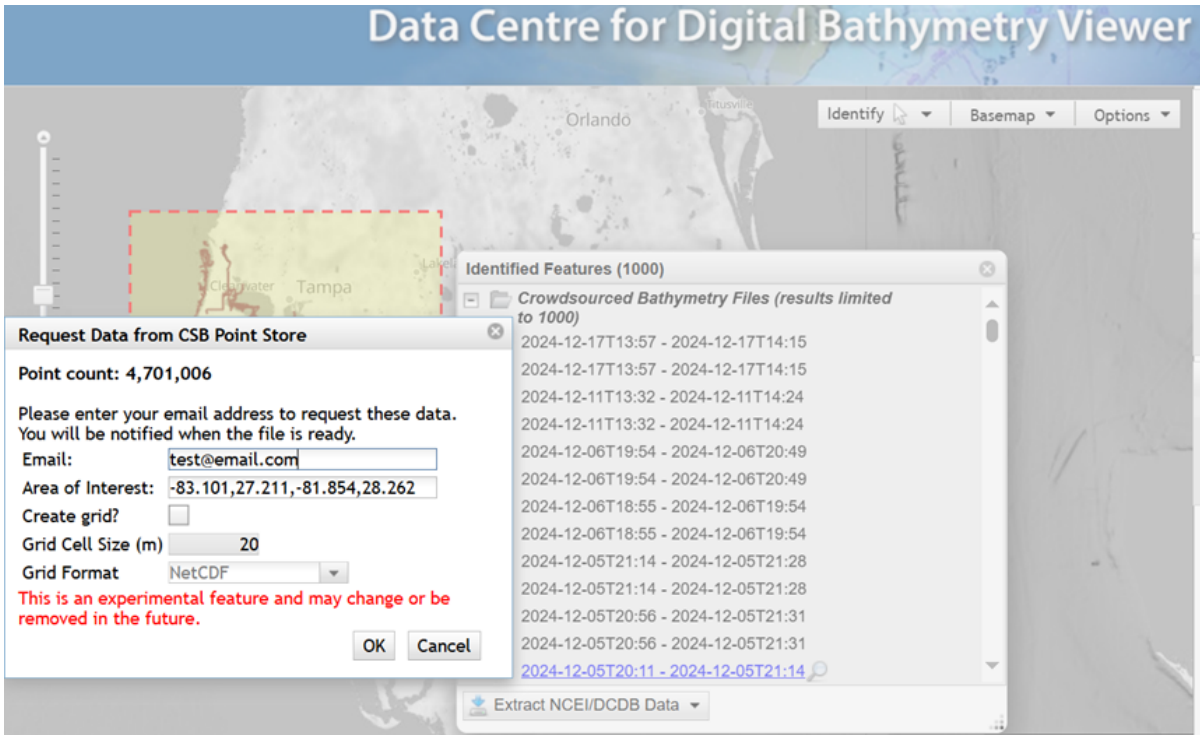 Data Centre for Digital Bathymetry Viewer
Identify
Basemap
Options
Titusville
Orlando
Clearwater
Tampa
Identified Features (1000)
Crowdsourced Bathymetry Files (results limited
to 1000)
2024-12-17T13:57 - 2024-12-17T14:15
2024-12-17T13:57 - 2024-12-17T14:15
2024-12-11T13:32 - 2024-12-11T14:24
2024-12-11T13:32 - 2024-12-11T14:24
2024-12-06T19:54 - 2024-12-06T20:49
2024-12-06T19:54 - 2024-12-06T20:49
2024-12-06T18:55 - 2024-12-06T19:54
2024-12-06T18:55 - 2024-12-06T19:54
2024-12-05T21:14 - 2024-12-05T21:28
2024-12-05T21:14 - 2024-12-05T21:28
2024-12-05T20:56 - 2024-12-05T21:31
2024-12-05T20:56 - 2024-12-05T21:31
2024-12-05T20:11 - 2024-12-05T21:14
Extract NCEI/DCDB Data
Request Data from CSB Point Store
Point count: 4,701,006
Please enter your email address to request these data.
You will be notified when the file is ready.
Email: test@email.com
Area of Interest: -83.101,27.211,-81.854,28.262
Create grid?
Grid Cell Size (m) 20
Grid Format NetCDF
This is an experimental feature and may change or be
removed in the future.
OK Cancel